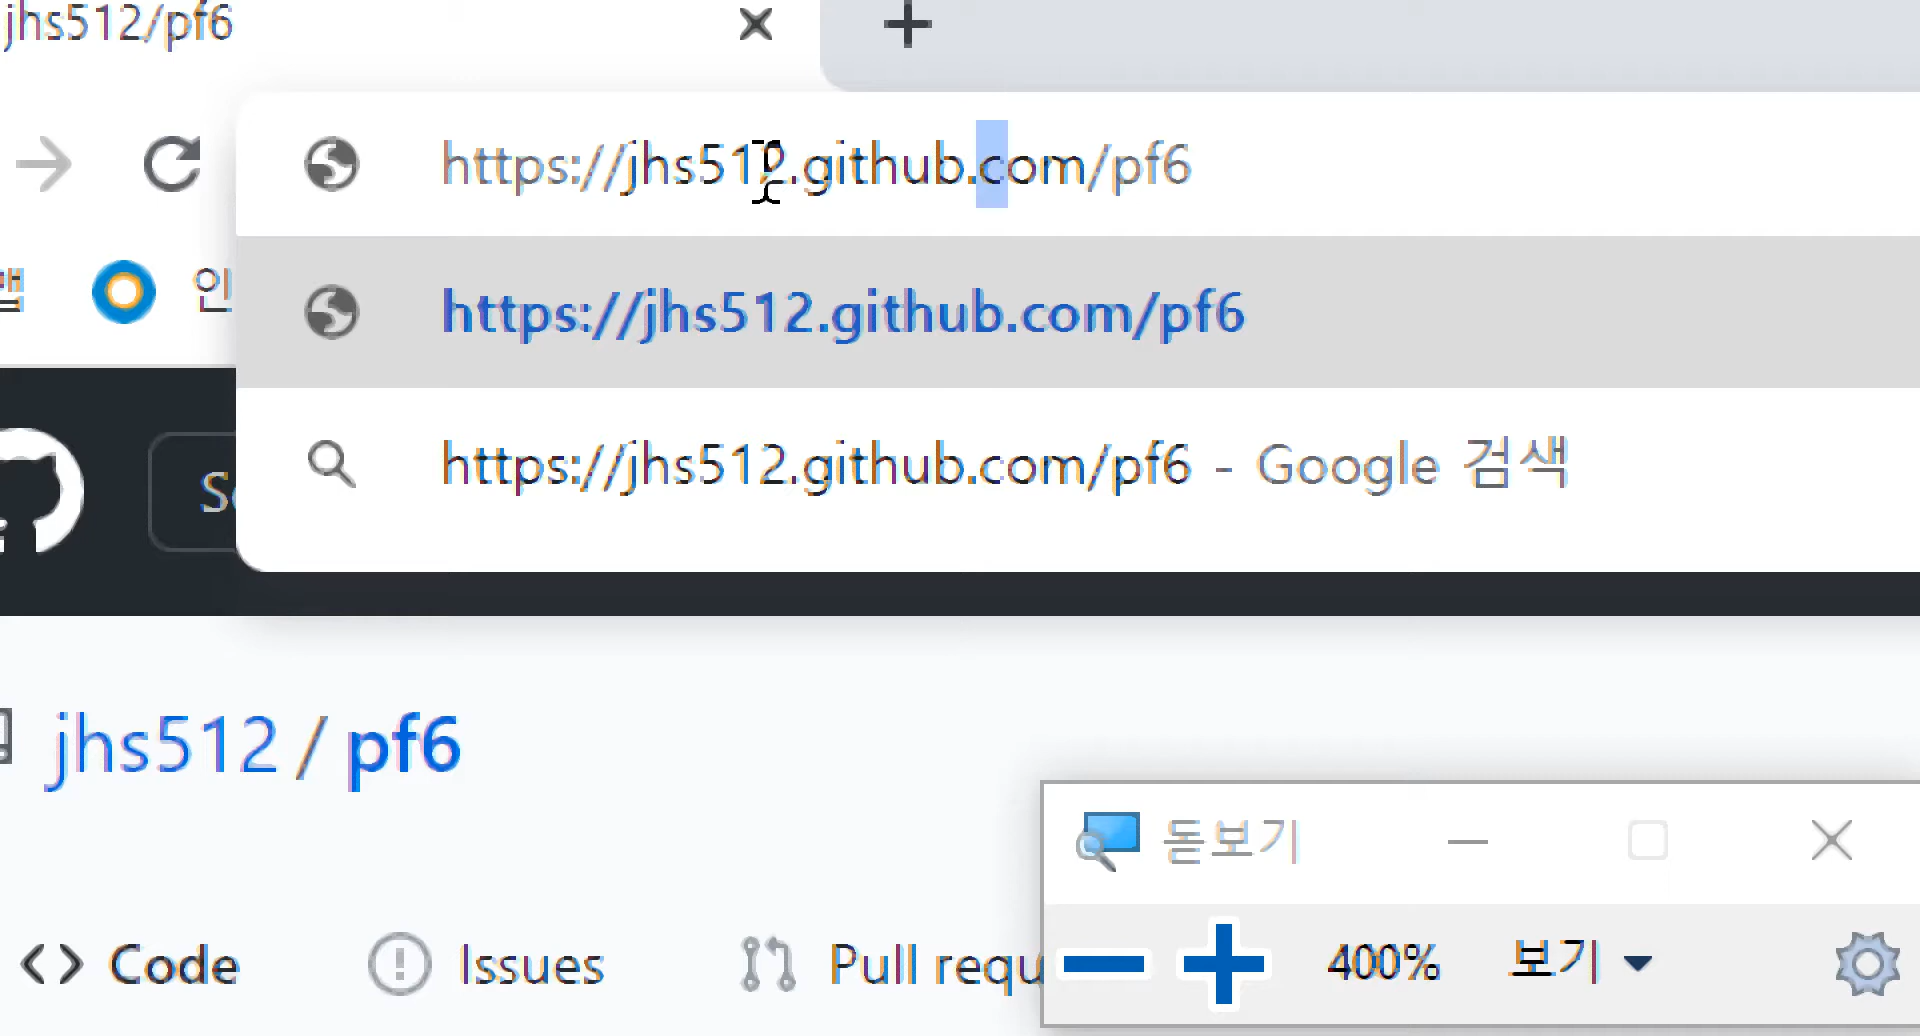 jhs512/pf6
https://jhs512.github.com/pf6
인
https://jhs512.github.com/pf6
https://jhs512.github.com/pf6 - Google 검색
jhs512 / pf6
돋보기
Code Issues Pull requ
400% 보기